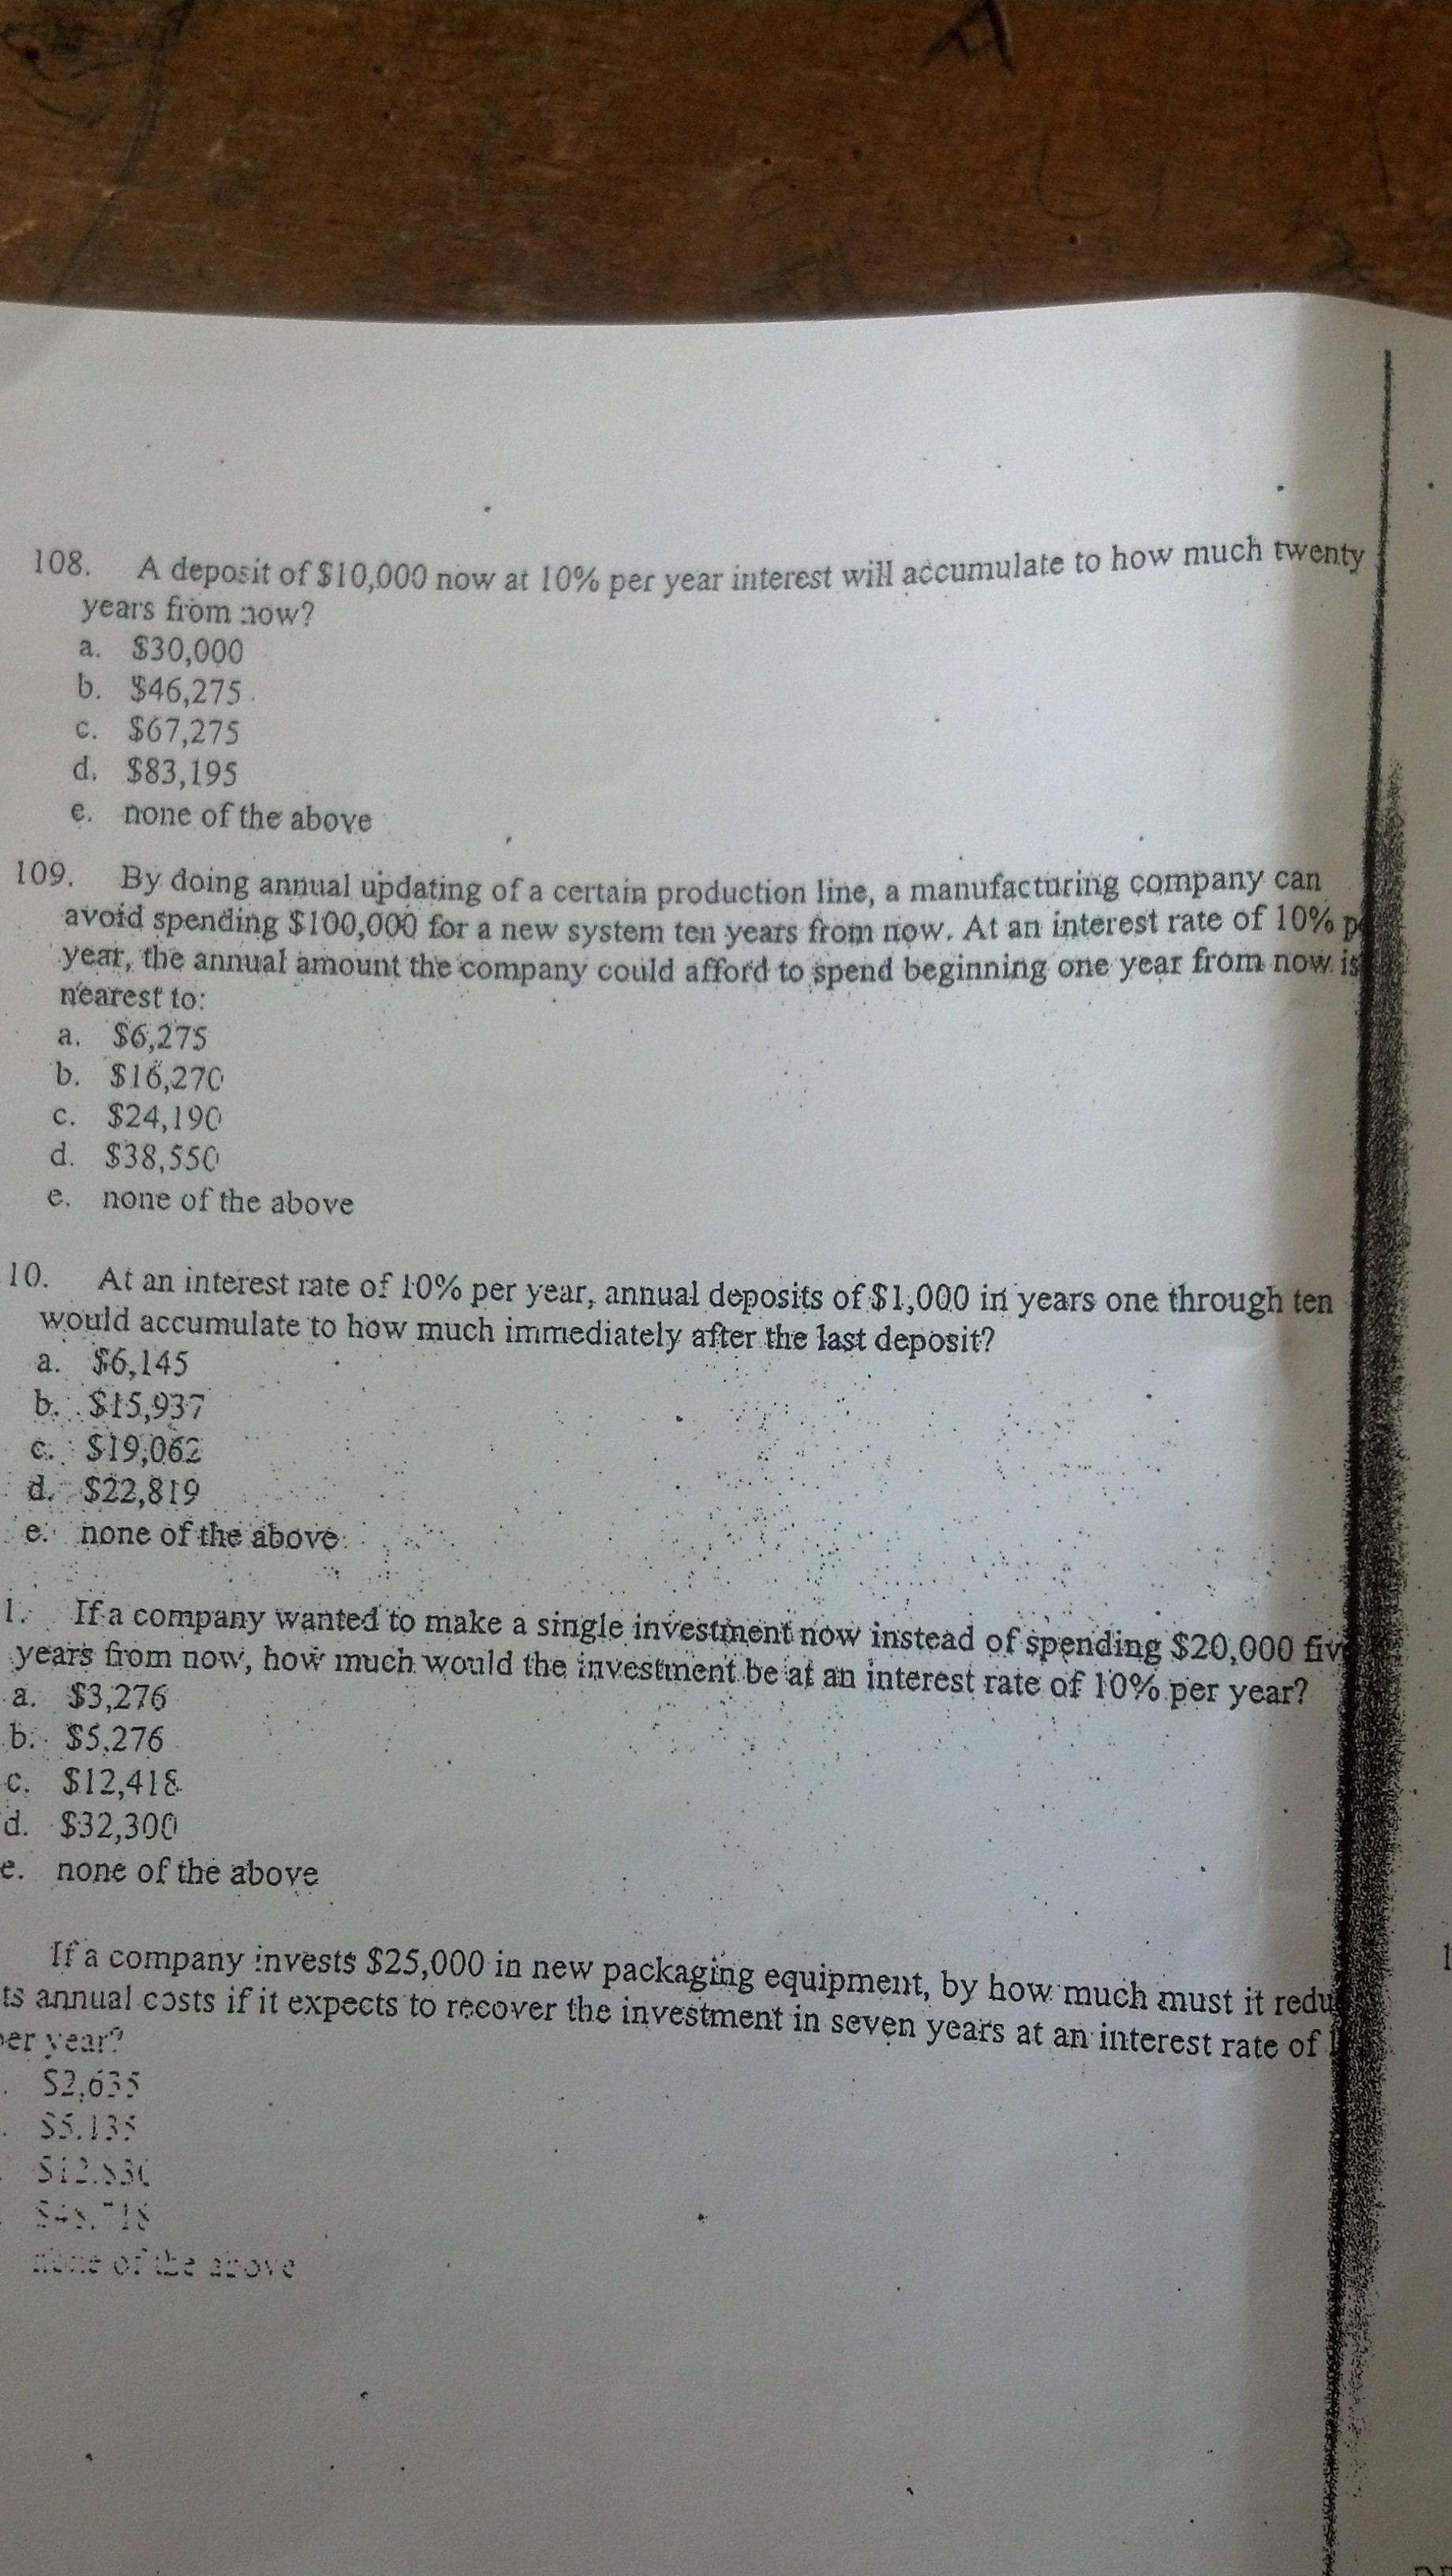 108. A deposit of $10,000 now at 10% per year interest will accumulate to how much twenty
years from now?
a. $30,000
b. $46,275
c. $67,275
d. $83,195
e. none of the above
109. By doing annual updating of a certain production line, a manufacturing company can
avoid spending $100,000 for a new system ten years from now. At an interest rate of 10% p
year, the annual amount the company could afford to spend beginning one year from now is
nearest to:
a. $6,275
b. $16,270
c. $24,190
d. $38,550
e. none of the above
10. At an interest rate of 10% per year, annual deposits of $1,000 in years one through ten
would accumulate to how much immediately after the last deposit?
a. $6,145
b. $15,937
c. $19,062
d. $22,819
e. none of the above
1. If a company wanted to make a single investment now instead of spending $20,000 fiv
years from now, how much would the investment be at an interest rate of 10% per year?
a. $3,276
b. $5,276
c. $12,418
d. $32,300
e. none of the above
If a company invests $25,000 in new packaging equipment, by how much must it redu
ts annual costs if it expects to recover the investment in seven years at an interest rate of
er year?
$2,635
$5,135
none of the above